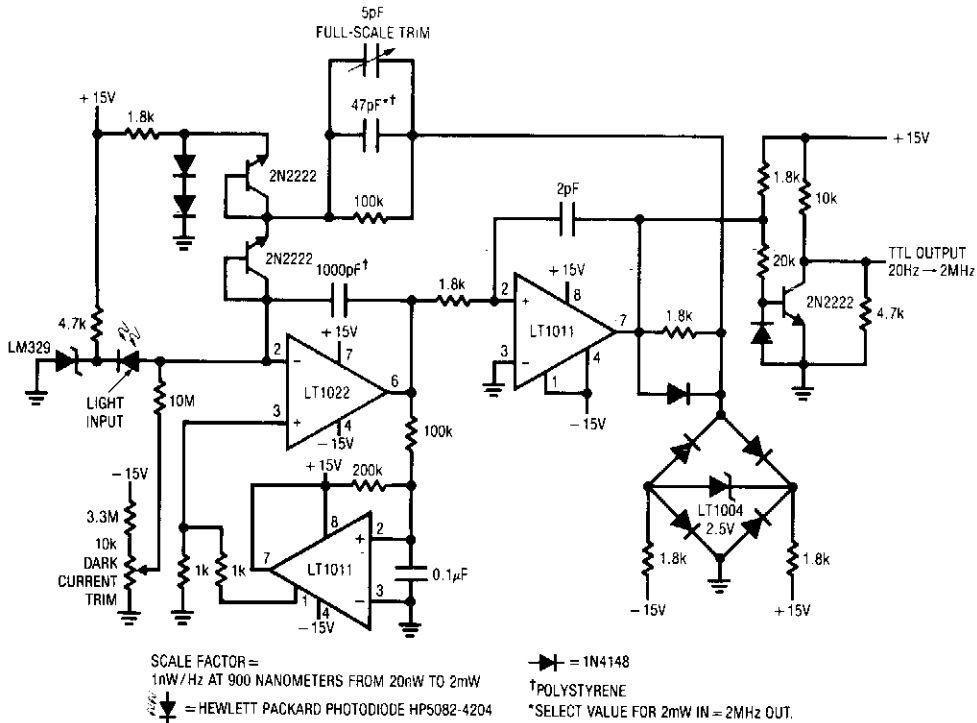 5pF
FULL-SCALE TRIM
+15V
1.8k
47pF*†
2N2222
100k
2N2222
1000pF†
4.7k
LM329
LIGHT
INPUT
10M
2
3
+15V
7
LT1022
6
4
-15V
-15V
3.3M
10k
DARK
CURRENT
TRIM
1k
1k
+15V
200k
100k
8
7
LT1011
2
3
1
4
-15V
0.1μF
1.8k
2pF
2
3
+15V
8
LT1011
7
1
4
-15V
1.8k
+15V
1.8k
10k
20k
2N2222
4.7k
TTL OUTPUT
20Hz → 2MHz
LT1004
2.5V
1.8k
1.8k
-15V
+15V
SCALE FACTOR =
1nW/Hz AT 900 NANOMETERS FROM 20nW TO 2mW
= HEWLETT PACKARD PHOTODIODE HP5082-4204
= 1N4148
†POLYSTYRENE
*SELECT VALUE FOR 2mW IN = 2MHz OUT.